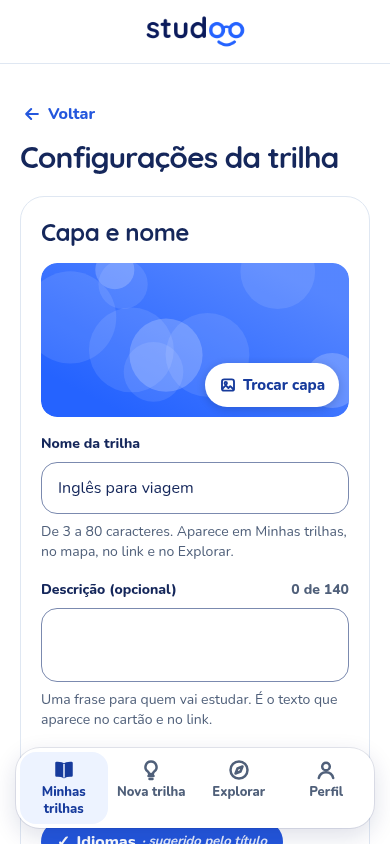 studoo
← Voltar
Configurações da trilha
Capa e nome
Trocar capa
Nome da trilha
Inglês para viagem
De 3 a 80 caracteres. Aparece em Minhas trilhas,
no mapa, no link e no Explorar.
Descrição (opcional) 0 de 140
Uma frase para quem vai estudar. É o texto que
aparece no cartão e no link.
Minhas trilhas
Nova trilha
Explorar
Perfil
✓ Idiomas · sugerido pelo título